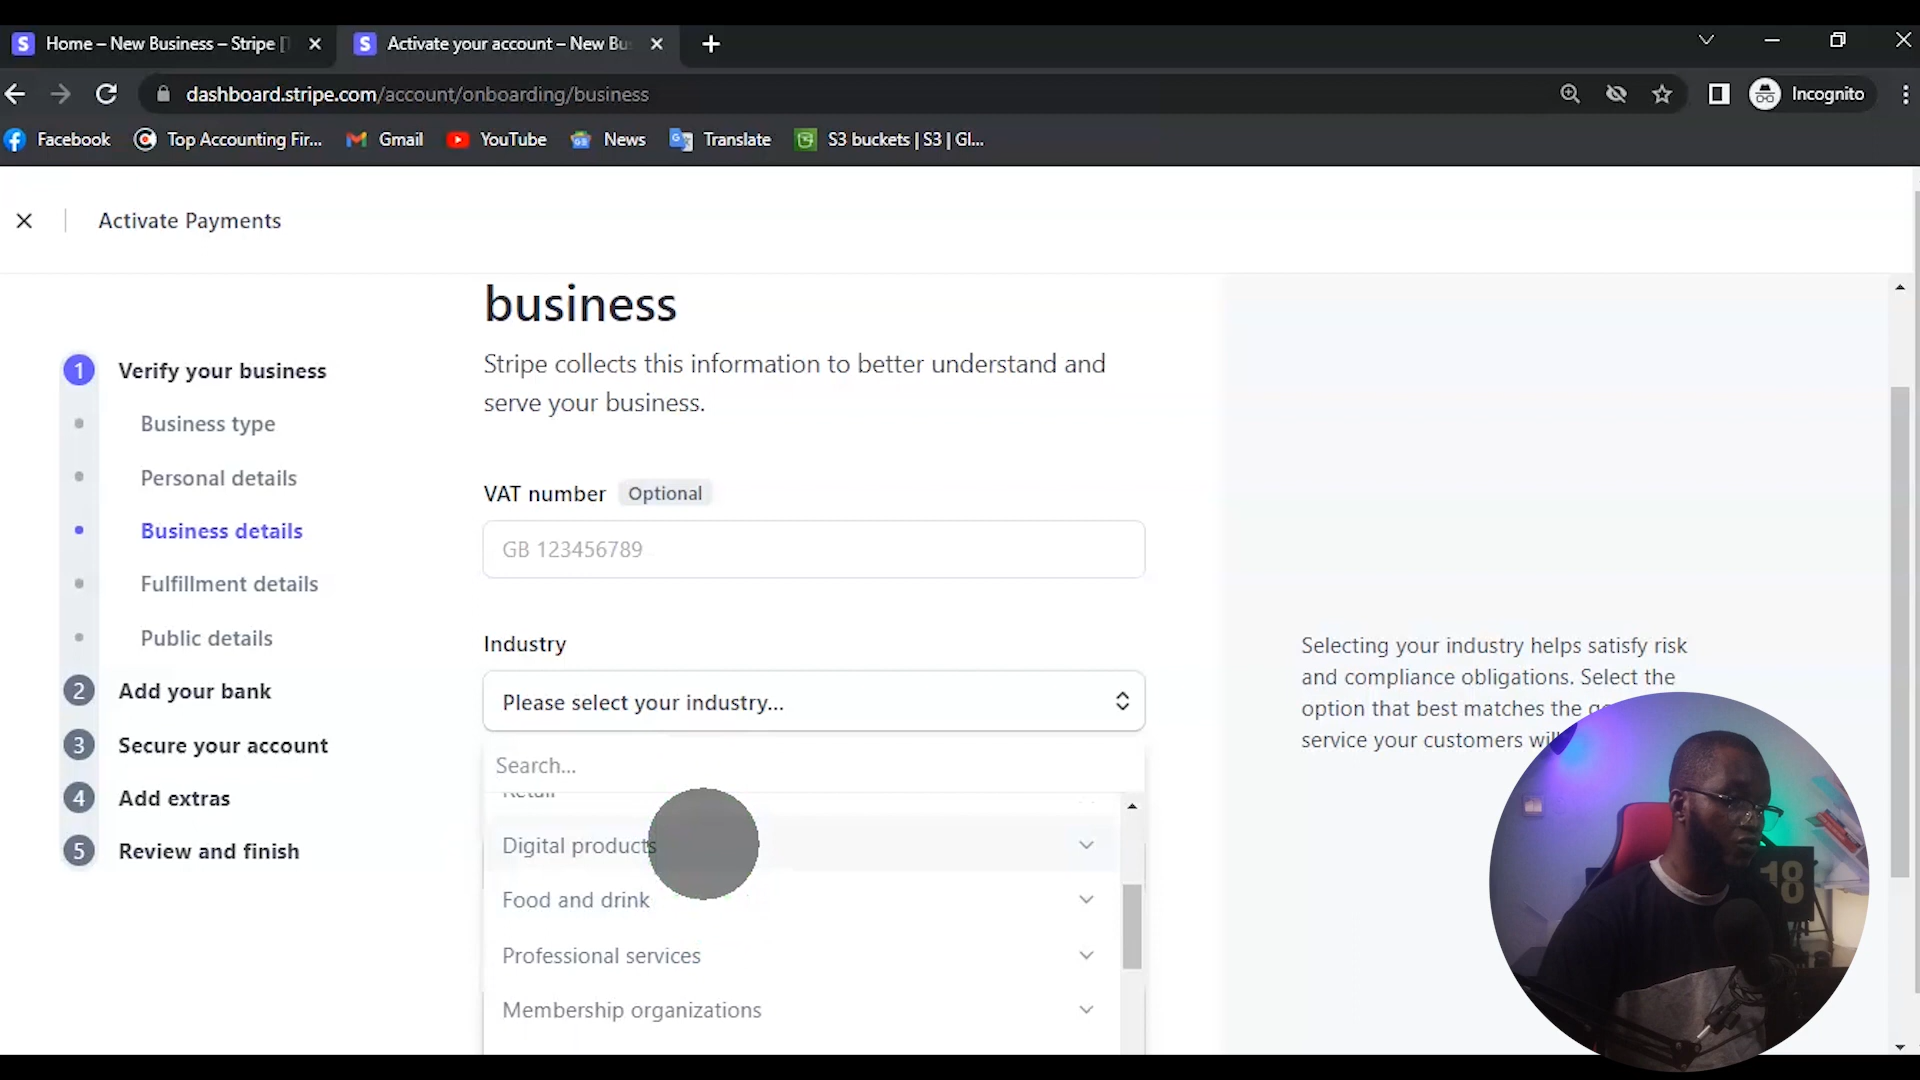 Home – New Business – Stripe [
Activate your account – New Bu
dashboard.stripe.com/account/onboarding/business
Incognito
Facebook
Top Accounting Fir...
Gmail
YouTube
News
Translate
S3 buckets | S3 | Gl...
Activate Payments
business
Stripe collects this information to better understand and
serve your business.
1 Verify your business
Business type
Personal details
Business details
Fulfillment details
Public details
2 Add your bank
3 Secure your account
4 Add extras
5 Review and finish
VAT number Optional
GB 123456789
Industry
Please select your industry...
Search...
Retail
Digital products
Food and drink
Professional services
Membership organizations
Selecting your industry helps satisfy risk
and compliance obligations. Select the
option that best matches the
service your customers
18